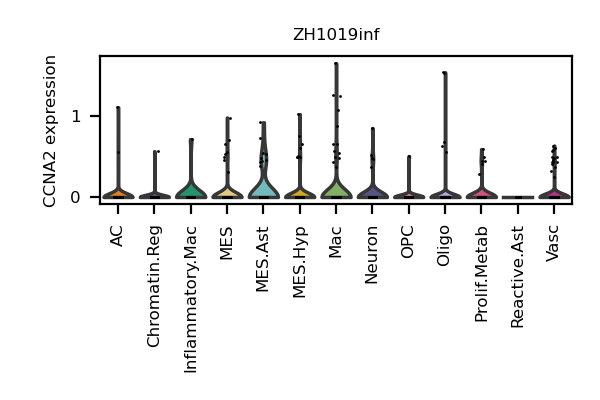 ZH1019inf
CCNA2 expression
1
0
AC
Chromatin.Reg
Inflammatory.Mac
MES
MES.Ast
MES.Hyp
Mac
Neuron
OPC
Oligo
Prolif.Metab
Reactive.Ast
Vasc